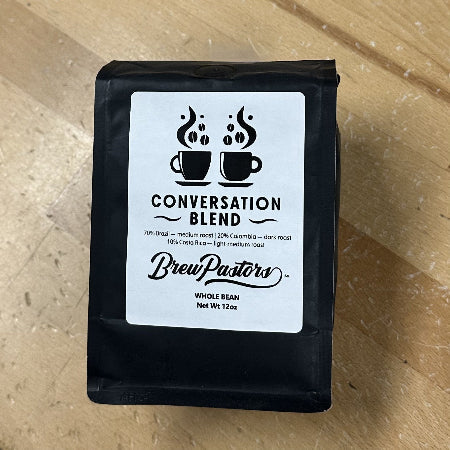 CONVERSATION
BLEND
70% Brazil — medium roast | 20% Colombia — dark roast
10% Costa Rica — light medium roast
BrewPastors
WHOLE BEAN
Net Wt 12oz